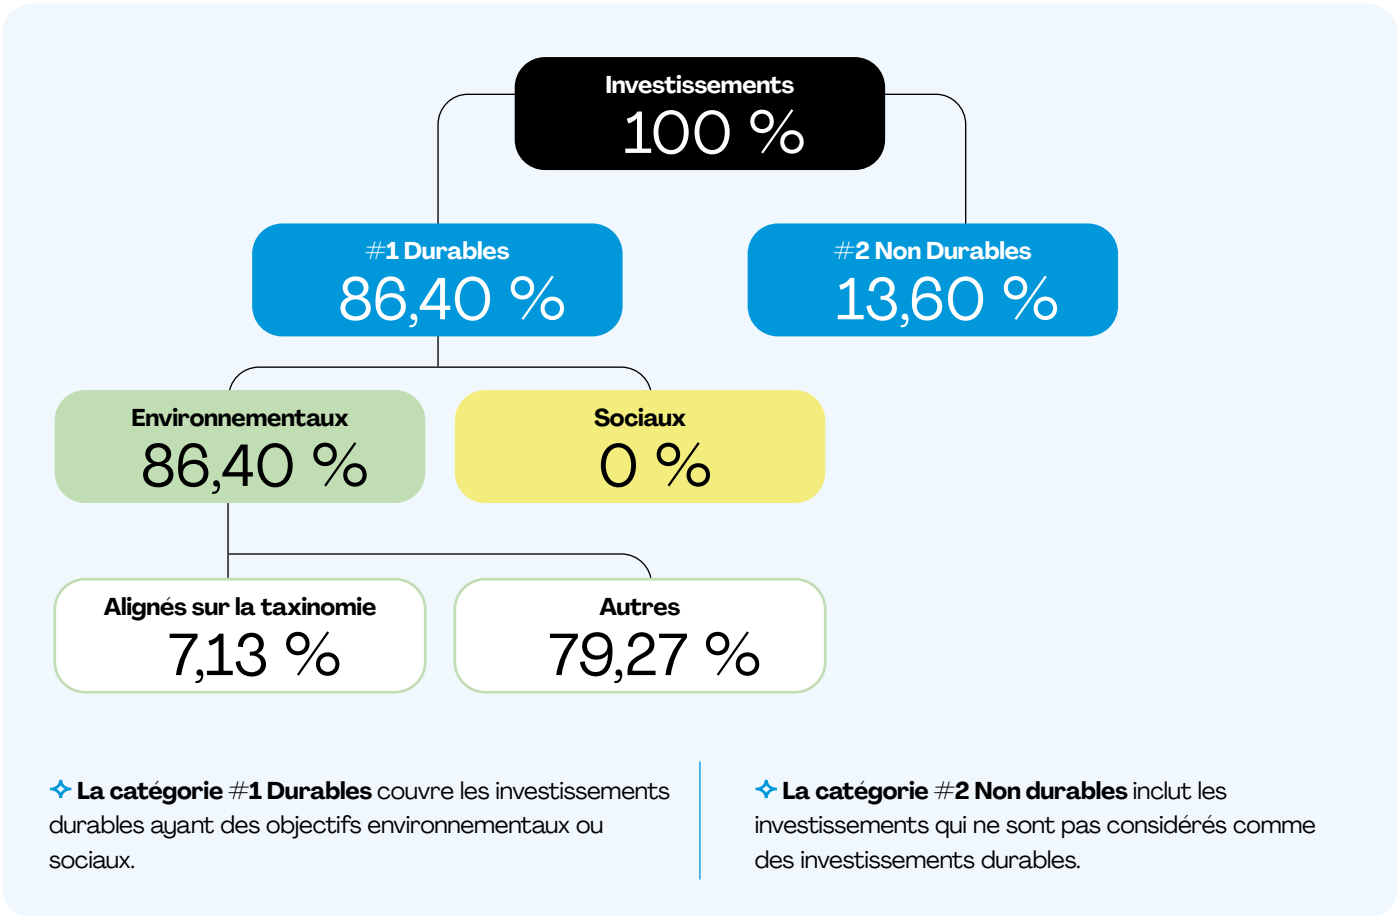 Investissements
100 %
#1 Durables
86,40 %
#2 Non Durables
13,60 %
Environnementaux
86,40 %
Sociaux
0 %
Alignés sur la taxinomie
7,13 %
Autres
79,27 %
La catégorie #1 Durables couvre les investissements
durables ayant des objectifs environnementaux ou
sociaux.
La catégorie #2 Non durables inclut les
investissements qui ne sont pas considérés comme
des investissements durables.